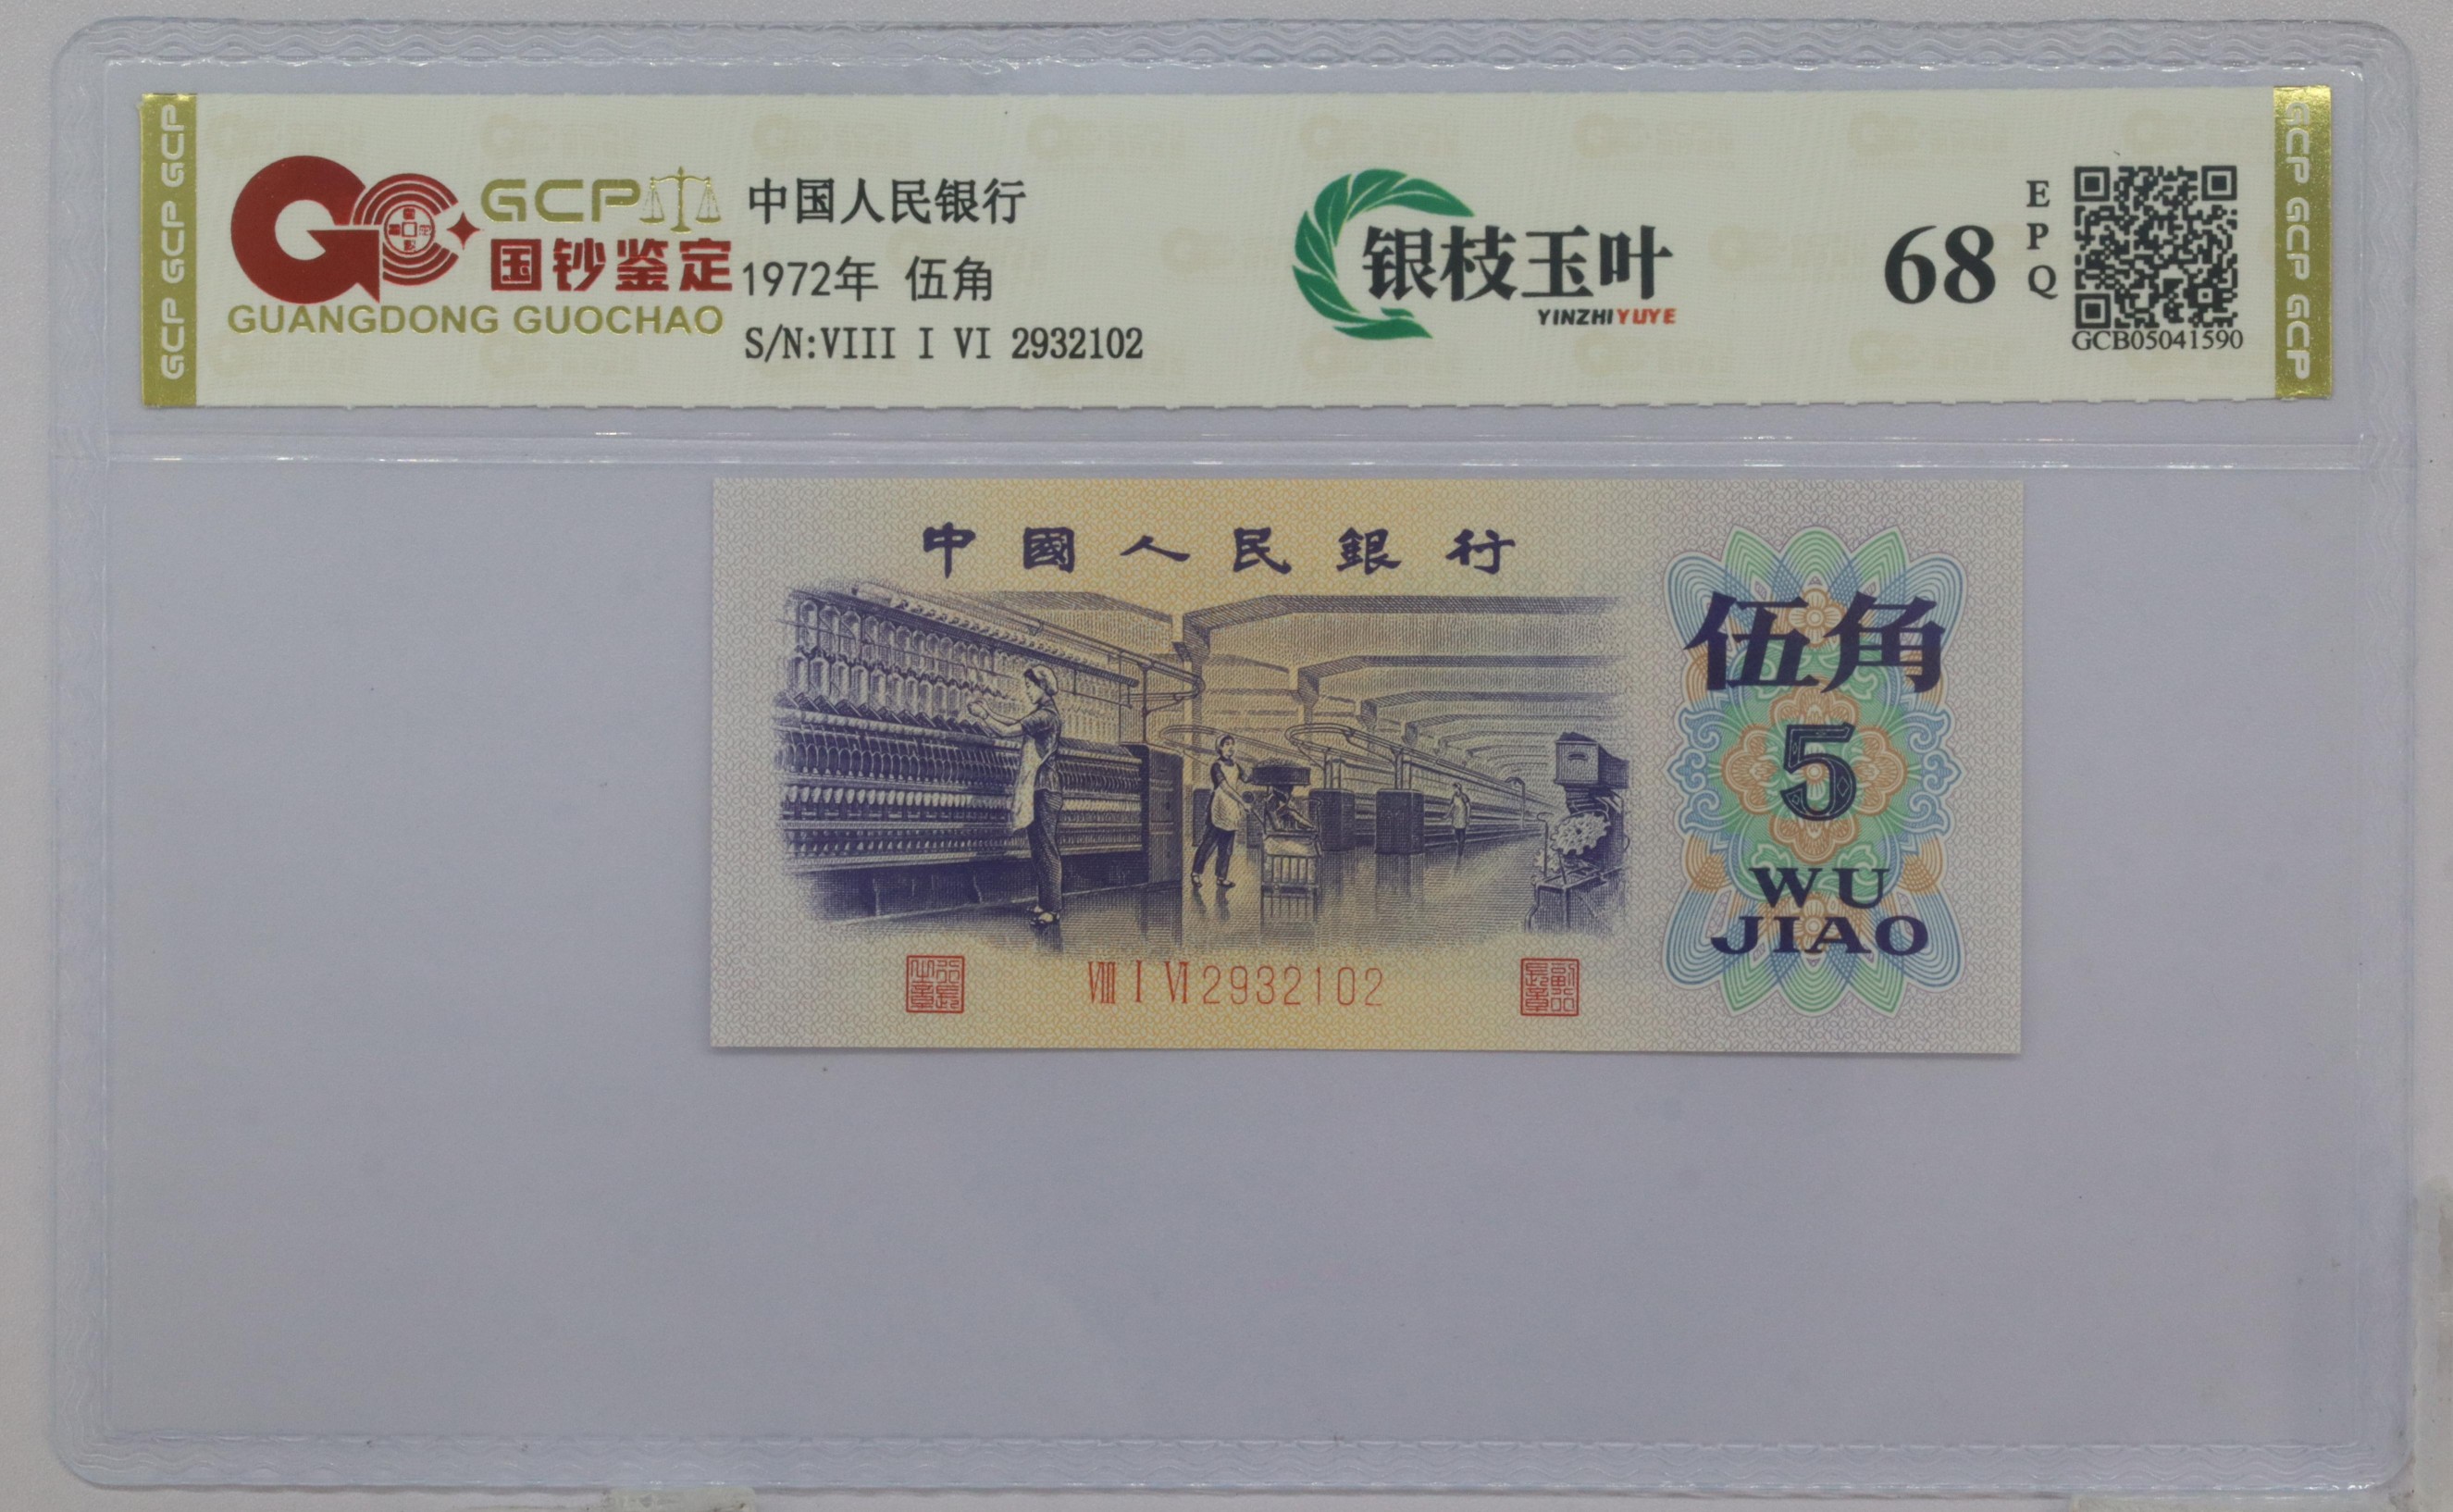 GCP GCP GCP
GCP
国钞鉴定
GUANGDONG GUOCHAO
中国人民银行
1972年 伍角
S/N:VIII I VI 2932102
银枝玉叶
YINZHIYUYE
68
EPQ
GCB05041590
GCP GCP GCP
中國人民銀行
伍角
5
WU
JIAO
VIII I VI 2932102